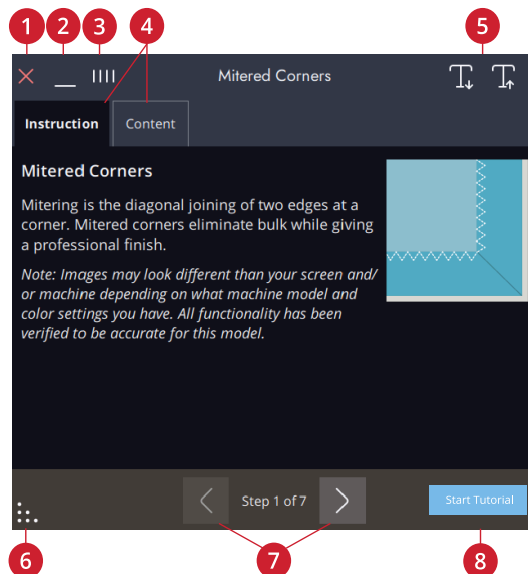 1 2 3 4 5
Mitered Corners
Instruction Content
Mitered Corners
Mitering is the diagonal joining of two edges at a
corner. Mitered corners eliminate bulk while giving
a professional finish.
Note: Images may look different than your screen and/
or machine depending on what machine model and
color settings you have. All functionality has been
verified to be accurate for this model.
Step 1 of 7 Start Tutorial
6 7 8